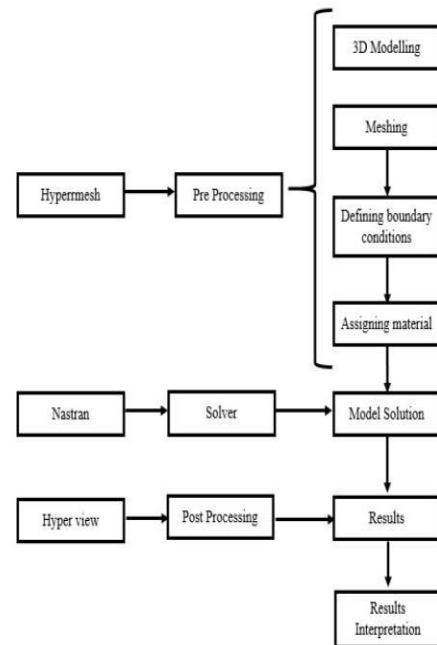 3D Modelling
Meshing
Hyperrmesh
Pre Processing
Defining boundary
conditions
Assigning material
Nastran
Solver
Model Solution
Hyper view
Post Processing
Results
Results
Interpretation